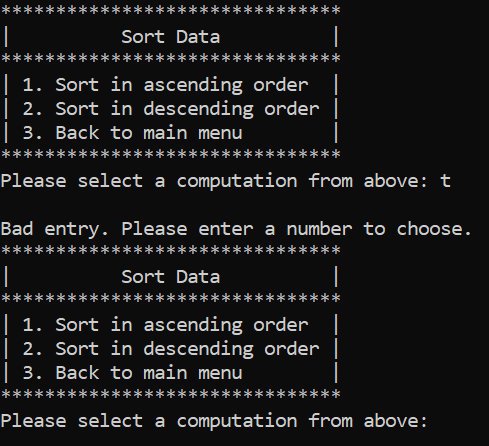 *******************************
|          Sort Data          |
*******************************
| 1. Sort in ascending order  |
| 2. Sort in descending order |
| 3. Back to main menu        |
*******************************
Please select a computation from above: t

Bad entry. Please enter a number to choose.
*******************************
|          Sort Data          |
*******************************
| 1. Sort in ascending order  |
| 2. Sort in descending order |
| 3. Back to main menu        |
*******************************
Please select a computation from above: